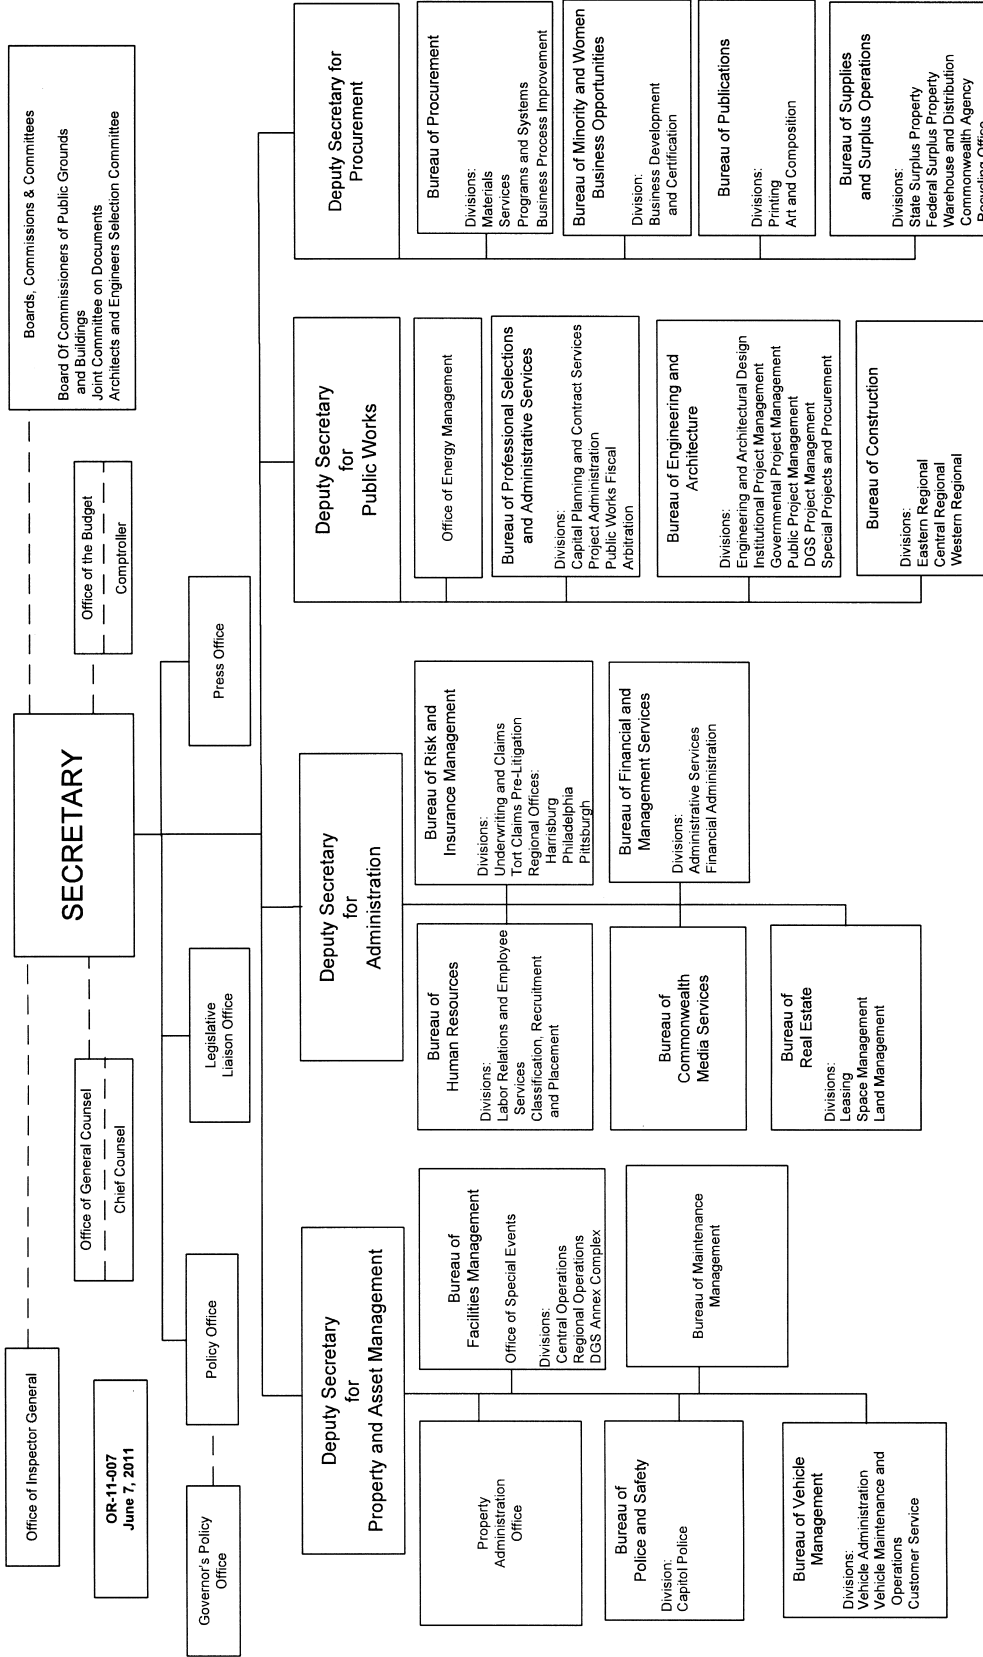 Office of Inspector General
SECRETARY
Boards, Commissions & Committees
Board Of Commissioners of Public Grounds
and Buildings
Joint Committee on Documents
Architects and Engineers Selection Committee
OR-11-007
June 7, 2011
Office of General Counsel
Chief Counsel
Office of the Budget
Comptroller
Governor's Policy
Office
Policy Office
Legislative
Liaison Office
Press Office
Deputy Secretary
for
Property and Asset Management
Property
Administration
Office
Bureau of
Facilities Management
Office of Special Events
Divisions:
Central Operations
Regional Operations
DGS Annex Complex
Bureau of
Police and Safety
Division:
Capitol Police
Bureau of Maintenance
Management
Bureau of Vehicle
Management
Divisions:
Vehicle Administration
Vehicle Maintenance and
Operations
Customer Service
Deputy Secretary
for
Administration
Bureau of
Human Resources
Divisions:
Labor Relations and Employee
Services
Classification, Recruitment
and Placement
Bureau of Risk and
Insurance Management
Divisions:
Underwriting and Claims
Tort Claims Pre-Litigation
Regional Offices:
Harrisburg
Philadelphia
Pittsburgh
Bureau of
Commonwealth
Media Services
Bureau of Financial and
Management Services
Divisions:
Administrative Services
Financial Administration
Bureau of
Real Estate
Divisions:
Leasing
Space Management
Land Management
Deputy Secretary
for
Public Works
Office of Energy Management
Bureau of Professional Selections
and Administrative Services
Divisions:
Capital Planning and Contract Services
Project Administration
Public Works Fiscal
Arbitration
Bureau of Engineering and
Architecture
Divisions:
Engineering and Architectural Design
Institutional Project Management
Governmental Project Management
Public Project Management
DGS Project Management
Special Projects and Procurement
Bureau of Construction
Divisions:
Eastern Regional
Central Regional
Western Regional
Deputy Secretary for
Procurement
Bureau of Procurement
Divisions:
Materials
Services
Programs and Systems
Business Process Improvement
Bureau of Minority and Women
Business Opportunities
Division:
Business Development
and Certification
Bureau of Publications
Divisions:
Printing
Art and Composition
Bureau of Supplies
and Surplus Operations
Divisions:
State Surplus Property
Federal Surplus Property
Warehouse and Distribution
Commonwealth Agency
Recycling Office